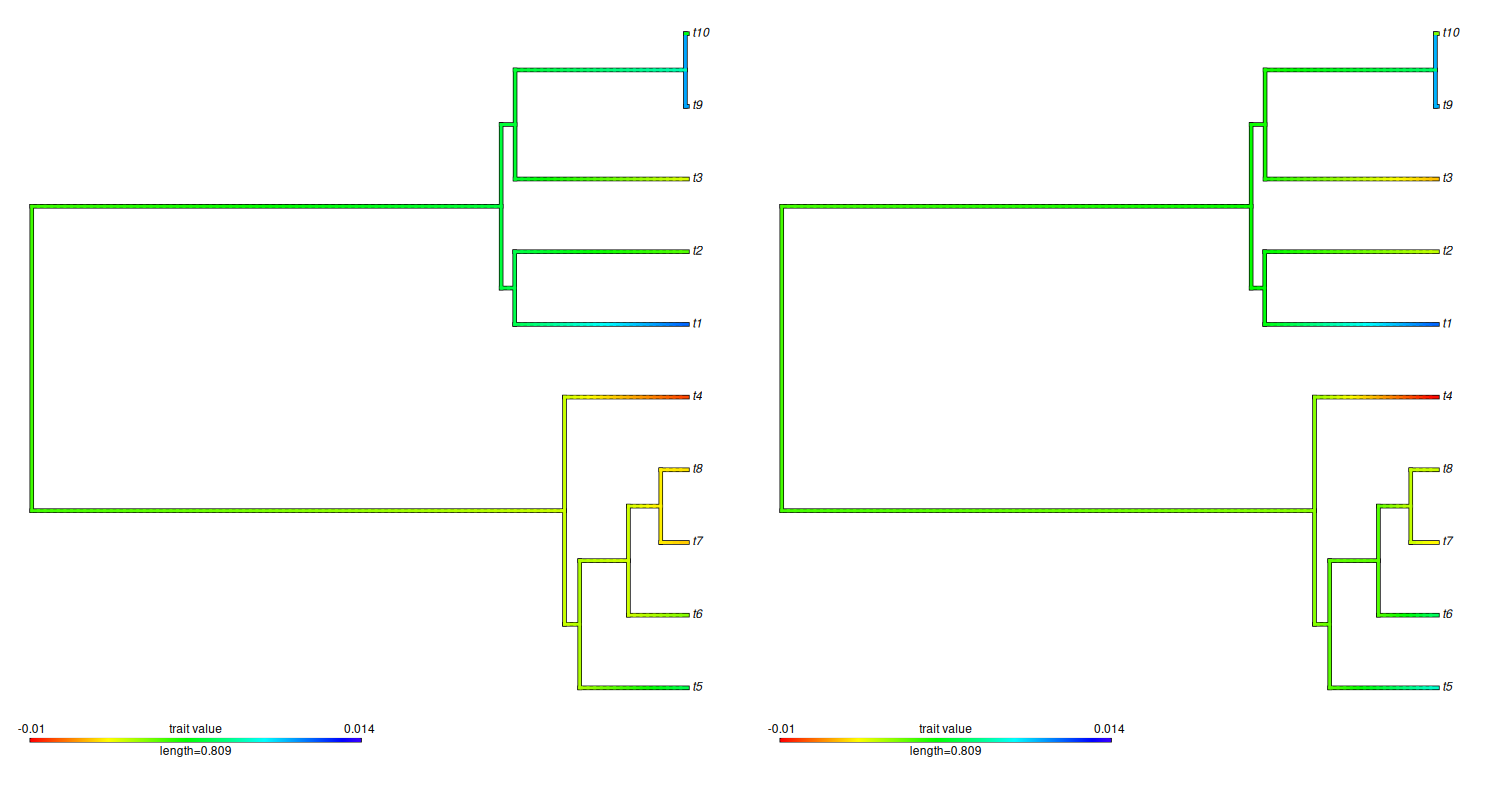 t10
t9
t3
t2
t1
t4
t8
t7
t6
t5
-0.01 trait value 0.014
length=0.809
t10
t9
t3
t2
t1
t4
t8
t7
t6
t5
-0.01 trait value 0.014
length=0.809